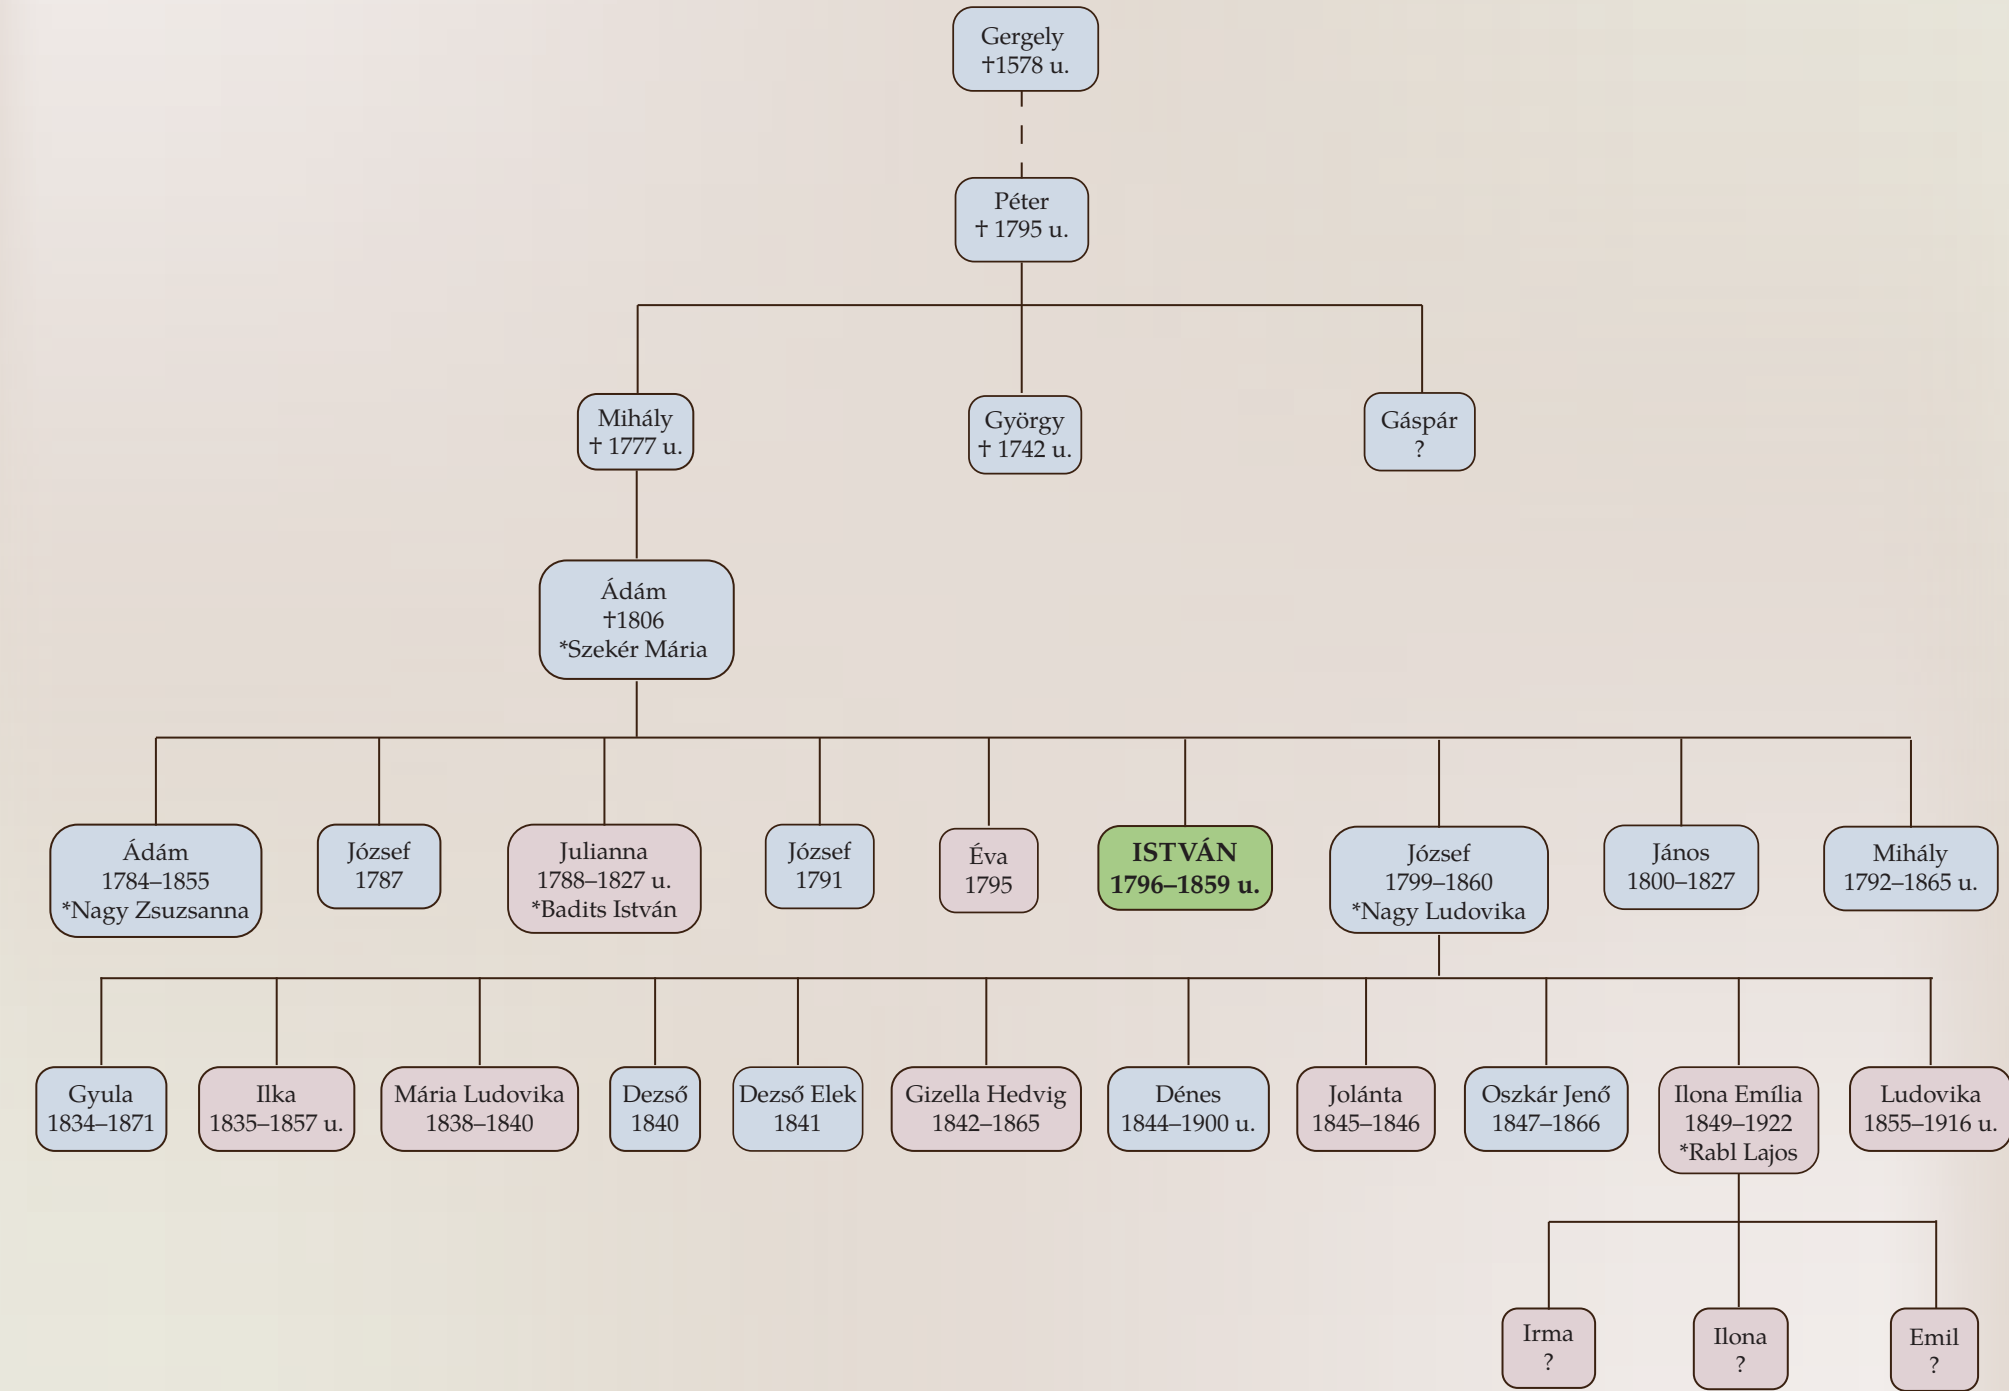 Gergely
†1578 u.
Péter
† 1795 u.
Mihály
† 1777 u.
György
† 1742 u.
Gáspár
?
Ádám
†1806
*Szekér Mária
Ádám
1784–1855
*Nagy Zsuzsanna
József
1787
Julianna
1788–1827 u.
*Badits István
József
1791
Éva
1795
ISTVÁN
1796–1859 u.
József
1799–1860
*Nagy Ludovika
János
1800–1827
Mihály
1792–1865 u.
Gyula
1834–1871
Ilka
1835–1857 u.
Mária Ludovika
1838–1840
Dezső
1840
Dezső Elek
1841
Gizella Hedvig
1842–1865
Dénes
1844–1900 u.
Jolánta
1845–1846
Oszkár Jenő
1847–1866
Ilona Emília
1849–1922
*Rabl Lajos
Ludovika
1855–1916 u.
Irma
?
Ilona
?
Emil
?